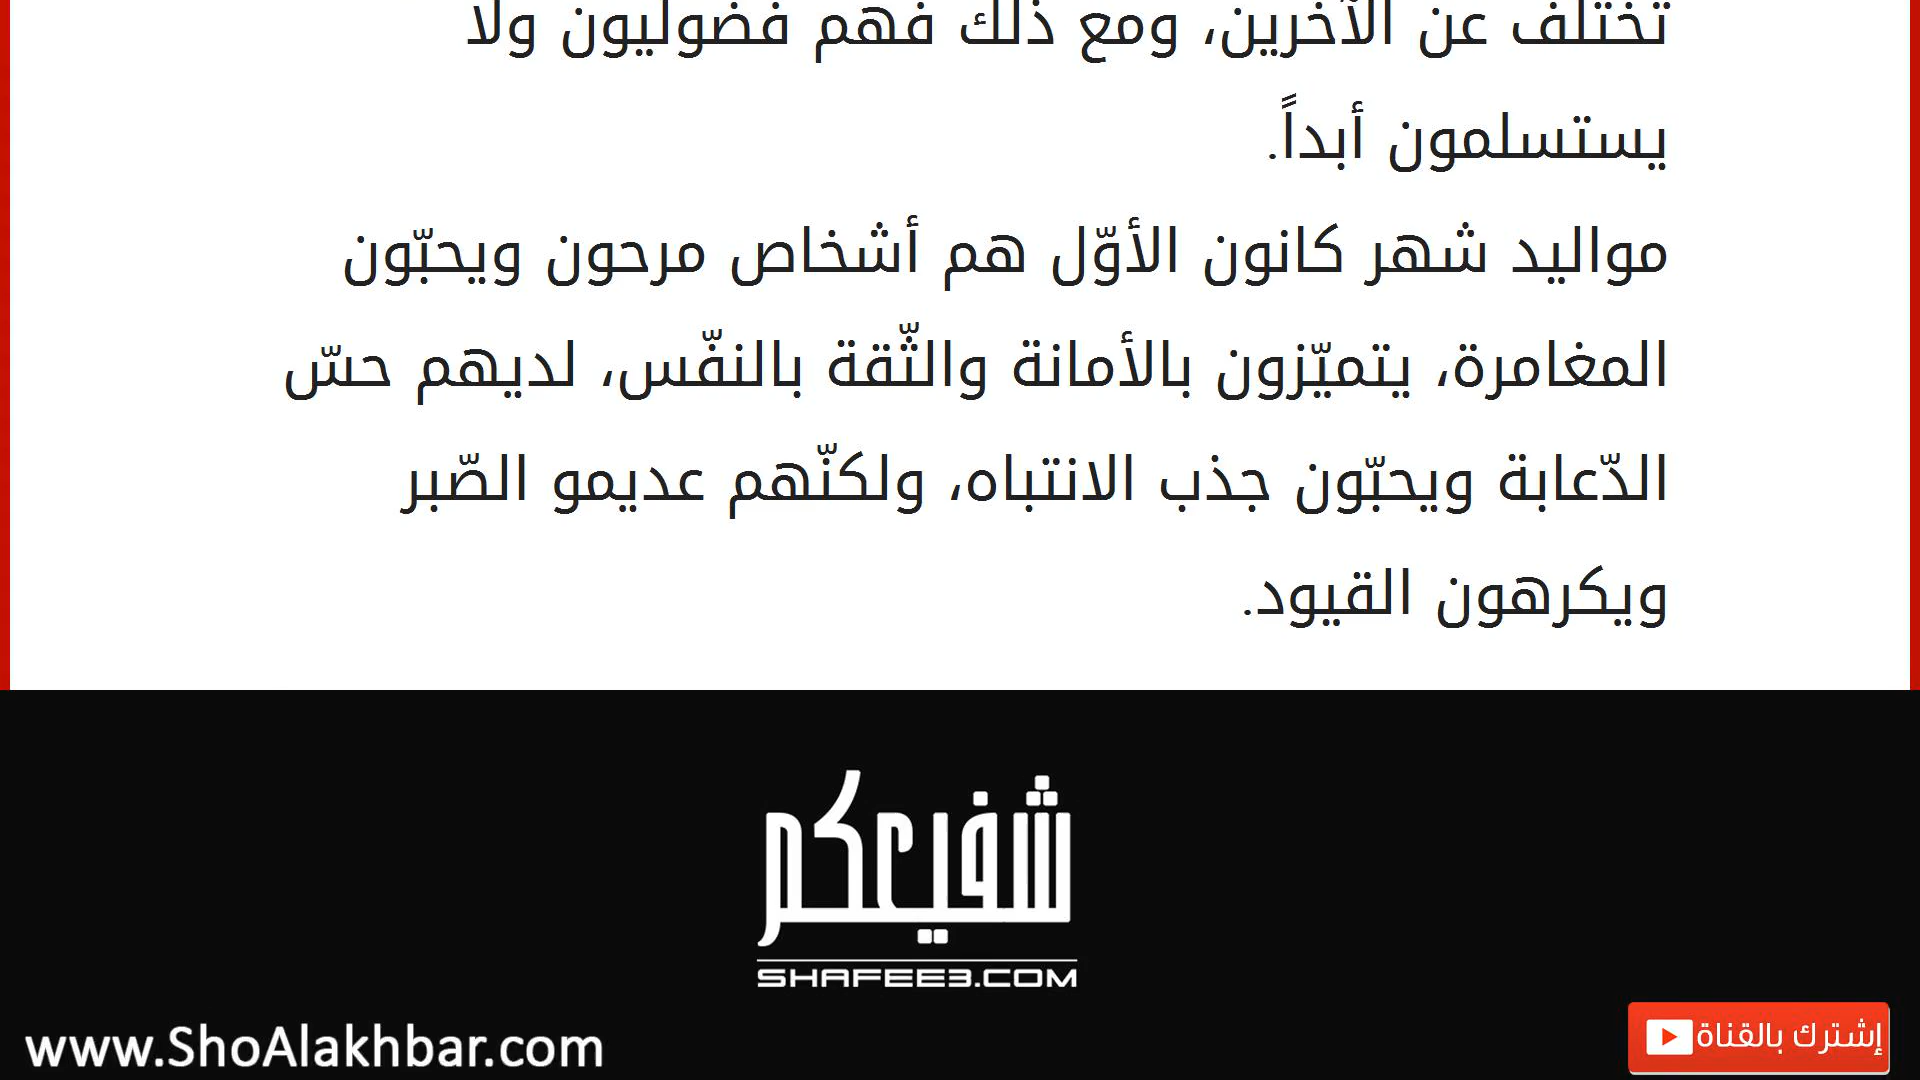 تختلف عن الآخرين، ومع ذلك فهم فضوليون ولا
يستسلمون أبداً.
مواليد شهر كانون الأوّل هم أشخاص مرحون ويحبّون
المغامرة، يتميّزون بالأمانة والثّقة بالنفّس، لديهم حسّ
الدّعابة ويحبّون جذب الانتباه، ولكنّهم عديمو الصّبر
ويكرهون القيود.
شفيعكم
SHAFEE3.COM
www.ShoAlakhbar.com
إشترك بالقناة